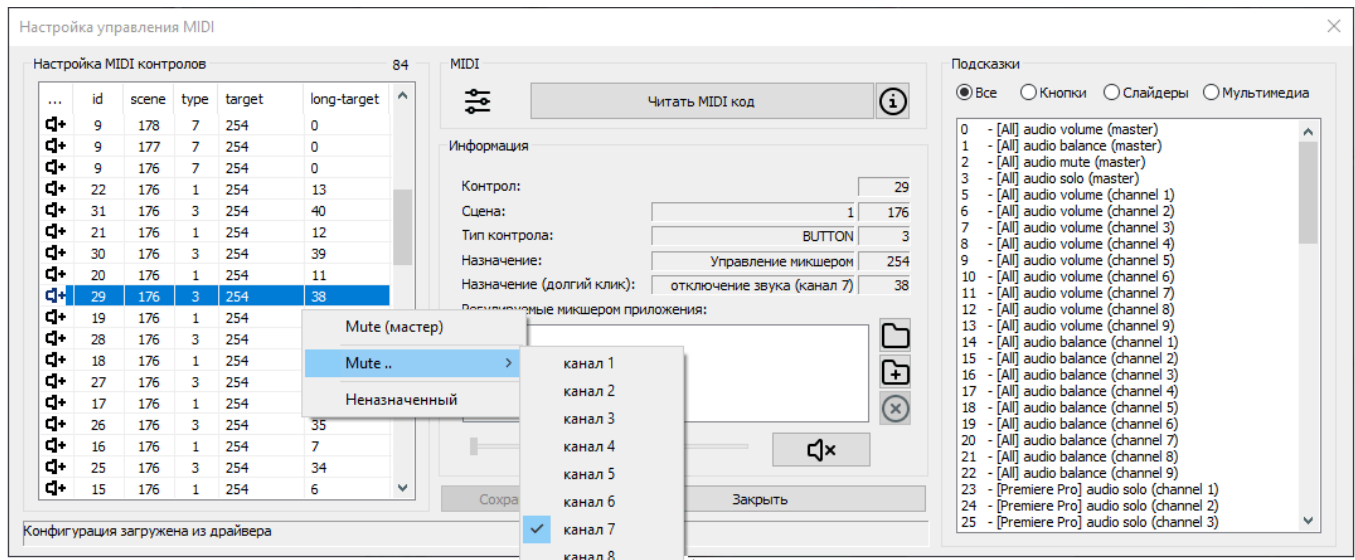 Настройка управления MIDI
Настройка MIDI контролов 84
... id scene type target long-target
9 178 7 254 0
9 177 7 254 0
9 176 7 254 0
22 176 1 254 13
31 176 3 254 40
21 176 1 254 12
30 176 3 254 39
20 176 1 254 11
29 176 3 254 38
19 176 1 254
28 176 3 254
18 176 1 254
27 176 3 254
17 176 1 254
26 176 3 254 35
16 176 1 254 7
25 176 3 254 34
15 176 1 254 6
Конфигурация загружена из драйвера
Mute (мастер)
Mute .. >
Неназначенный
канал 1
канал 2
канал 3
канал 4
канал 5
канал 6
канал 7
канал 8
MIDI
Читать MIDI код
Информация
Контрол: 29
Сцена: 1 176
Тип контрола: BUTTON 3
Назначение: Управление микшером 254
Назначение (долгий клик): отключение звука (канал 7) 38
Регулируемые микшером приложения:
Сохра
Закрыть
Подсказки
Все Кнопки Слайдеры Мультимедиа
0 - [All] audio volume (master)
1 - [All] audio balance (master)
2 - [All] audio mute (master)
3 - [All] audio solo (master)
5 - [All] audio volume (channel 1)
6 - [All] audio volume (channel 2)
7 - [All] audio volume (channel 3)
8 - [All] audio volume (channel 4)
9 - [All] audio volume (channel 5)
10 - [All] audio volume (channel 6)
11 - [All] audio volume (channel 7)
12 - [All] audio volume (channel 8)
13 - [All] audio volume (channel 9)
14 - [All] audio balance (channel 1)
15 - [All] audio balance (channel 2)
16 - [All] audio balance (channel 3)
17 - [All] audio balance (channel 4)
18 - [All] audio balance (channel 5)
19 - [All] audio balance (channel 6)
20 - [All] audio balance (channel 7)
21 - [All] audio balance (channel 8)
22 - [All] audio balance (channel 9)
23 - [Premiere Pro] audio solo (channel 1)
24 - [Premiere Pro] audio solo (channel 2)
25 - [Premiere Pro] audio solo (channel 3)